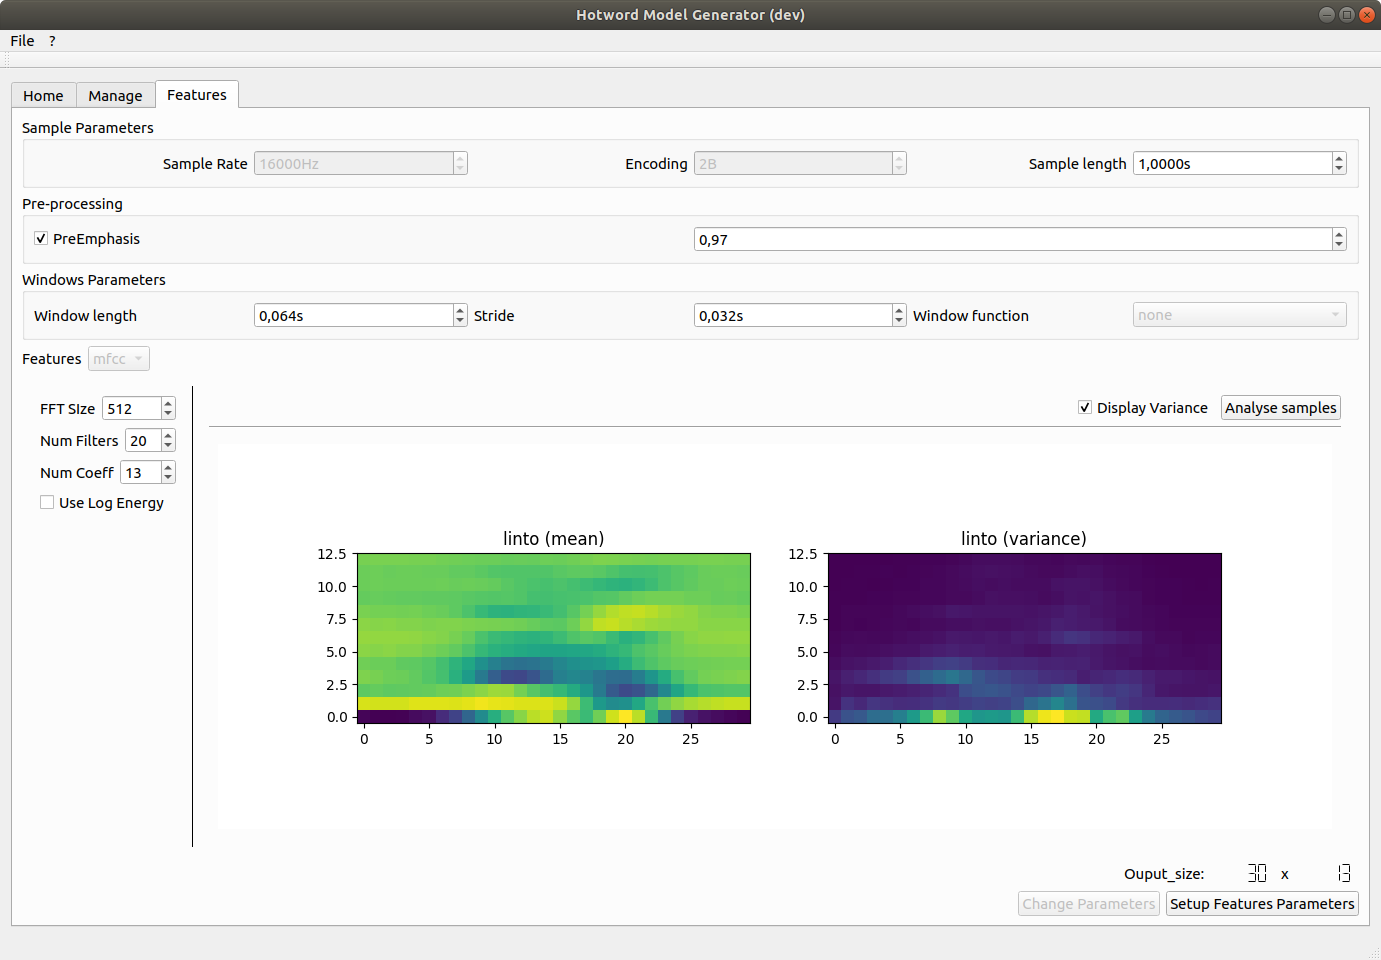 Hotword Model Generator (dev)
File ?
Home Manage Features
Sample Parameters
Sample Rate 16000Hz Encoding 2B Sample length 1,0000s
Pre-processing
PreEmphasis 0,97
Windows Parameters
Window length 0,064s Stride 0,032s Window function none
Features mfcc
FFT SIze 512
Display Variance Analyse samples
Num Filters 20
Num Coeff 13
Use Log Energy
linto (mean) linto (variance)
12.5 12.5
10.0 10.0
7.5 7.5
5.0 5.0
2.5 2.5
0.0 0.0
0 5 10 15 20 25 0 5 10 15 20 25
Ouput_size: 30 x 13
Change Parameters Setup Features Parameters